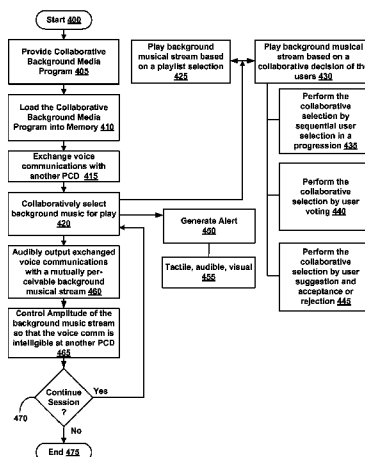 Start 400
Provide Collaborative
Background Media
Program 405
Load the Collaborative
Background Media
Program into Memory 410
Exchange voice
communications with
another PCD 415
Collaboratively select
background music for play
420
Audibly output exchanged
voice communications
with a mutually per-
ceivable background
musical stream 460
Control Amplitude of the
background music stream
so that the voice comm is
intelligible at another PCD
465
Continue
Session
?
Yes
470
No
End 475
Play background
musical stream based
on a playlist selection
425
Generate Alert
450
Tactile, audible, visual
455
Play background musical
stream based on a
collaborative decision of the
users 430
Perform the
collaborative
selection by
sequential user
selection in a
progression 435
Perform the
collaborative
selection by user
voting 440
Perform the
collaborative
selection by user
suggestion and
acceptance or
rejection 445